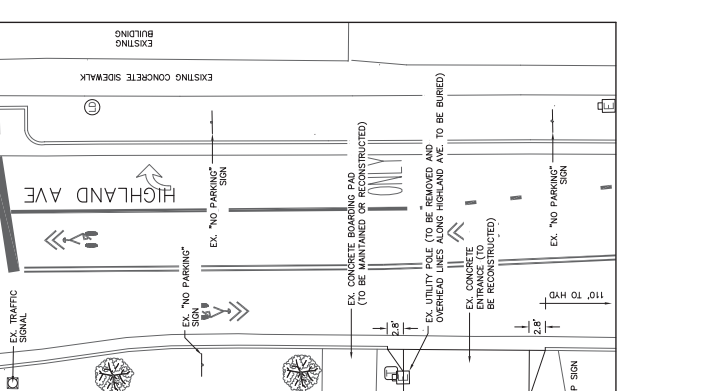 EXISTING
BUILDING
EXISTING CONCRETE SIDEWALK
LD
E
HIGHLAND AVE
ONLY
EX. "NO PARKING"
SIGN
EX. "NO PARKING"
SIGN
EX. "NO PARKING"
SIGN
EX. CONCRETE BOARDING PAD
(TO BE MAINTAINED OR RECONSTRUCTED)
EX. UTILITY POLE (TO BE REMOVED AND
OVERHEAD LINES ALONG HIGHLAND AVE. TO BE BURIED)
EX. CONCRETE
ENTRANCE (TO
BE RECONSTRUCTED)
EX. TRAFFIC
SIGNAL
110' TO HYD
2.8'
2.8'
P SIGN